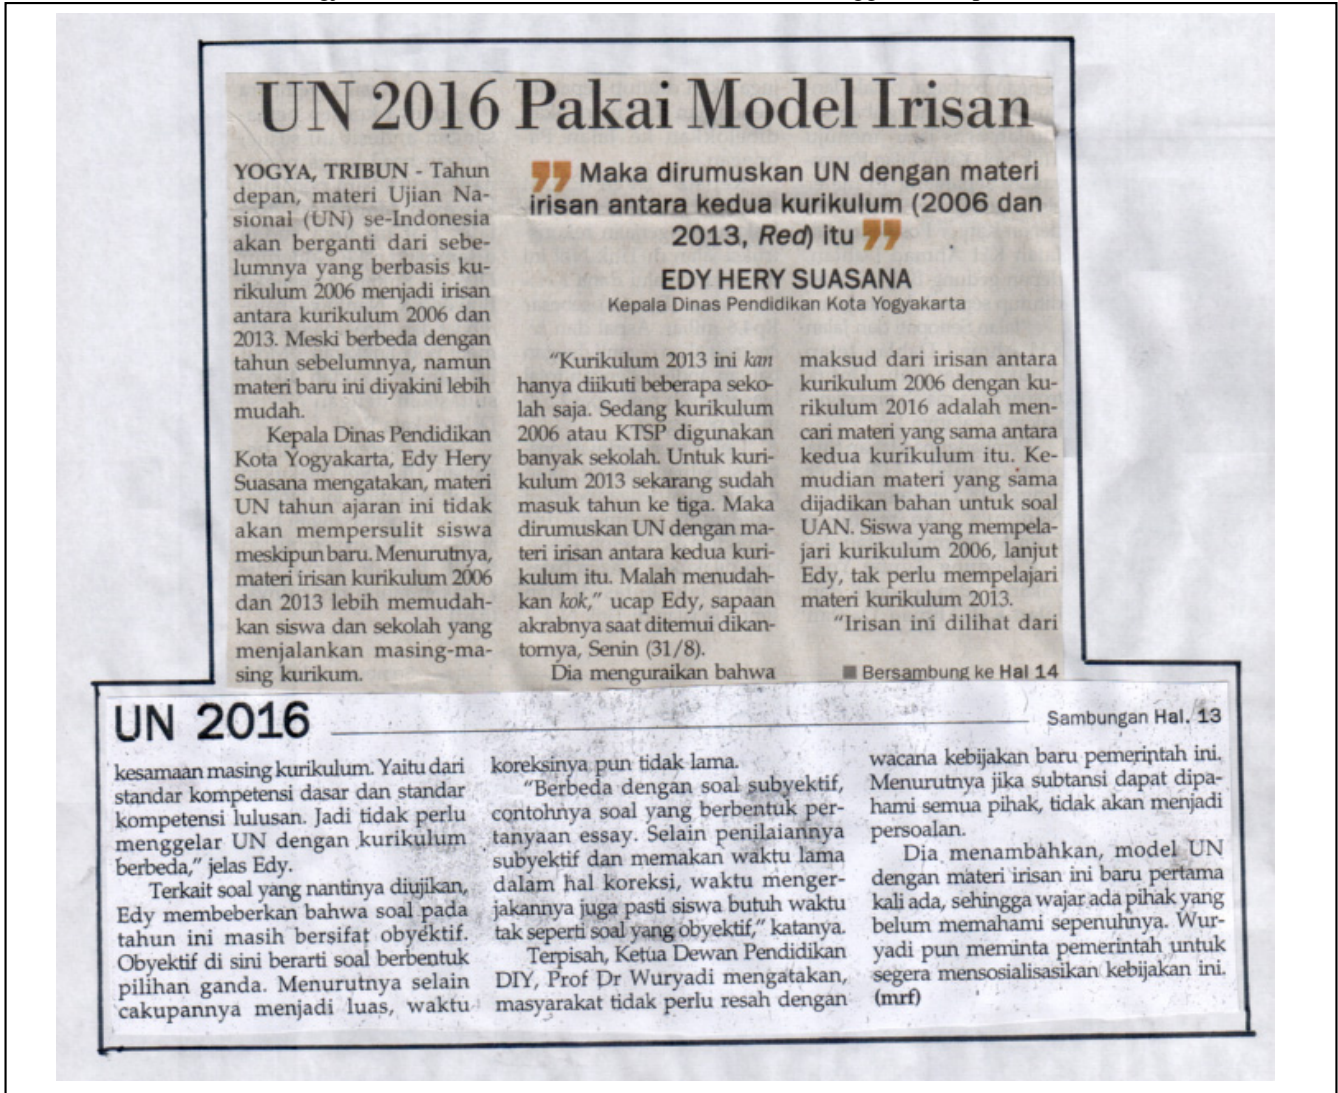 UN 2016 Pakai Model Irisan
YOGYA, TRIBUN - Tahun
depan, materi Ujian Na-
sional (UN) se-Indonesia
akan berganti dari sebe-
lumnya yang berbasis ku-
rikulum 2006 menjadi irisan
antara kurikulum 2006 dan
2013. Meski berbeda dengan
tahun sebelumnya, namun
materi baru ini diyakini lebih
mudah.
Kepala Dinas Pendidikan
Kota Yogyakarta, Edy Hery
Suasana mengatakan, materi
UN tahun ajaran ini tidak
akan mempersulit siswa
meskipun baru. Menurutnya,
materi irisan kurikulum 2006
dan 2013 lebih memudah-
kan siswa dan sekolah yang
menjalankan masing-ma-
sing kurikum.
" Maka dirumuskan UN dengan materi
irisan antara kedua kurikulum (2006 dan
2013, Red) itu "
EDY HERY SUASANA
Kepala Dinas Pendidikan Kota Yogyakarta
"Kurikulum 2013 ini kan
hanya diikuti beberapa seko-
lah saja. Sedang kurikulum
2006 atau KTSP digunakan
banyak sekolah. Untuk kuri-
kulum 2013 sekarang sudah
masuk tahun ke tiga. Maka
dirumuskan UN dengan ma-
teri irisan antara kedua kuri-
kulum itu. Malah menudah-
kan kok," ucap Edy, sapaan
akrabnya saat ditemui dikan-
tornya, Senin (31/8).
Dia menguraikan bahwa
maksud dari irisan antara
kurikulum 2006 dengan ku-
rikulum 2016 adalah men-
cari materi yang sama antara
kedua kurikulum itu. Ke-
mudian materi yang sama
dijadikan bahan untuk soal
UAN. Siswa yang mempela-
jari kurikulum 2006, lanjut
Edy, tak perlu mempelajari
materi kurikulum 2013.
"Irisan ini dilihat dari
■ Bersambung ke Hal 14
UN 2016
Sambungan Hal. 13
kesamaan masing kurikulum. Yaitu dari
standar kompetensi dasar dan standar
kompetensi lulusan. Jadi tidak perlu
menggelar UN dengan kurikulum
berbeda," jelas Edy.
Terkait soal yang nantinya diujikan,
Edy membeberkan bahwa soal pada
tahun ini masih bersifat obyektif.
Obyektif di sini berarti soal berbentuk
pilihan ganda. Menurutnya selain
cakupannya menjadi luas, waktu
koreksinya pun tidak lama.
"Berbeda dengan soal subyektif,
contohnya soal yang berbentuk per-
tanyaan essay. Selain penilaiannya
subyektif dan memakan waktu lama
dalam hal koreksi, waktu menger-
jakannya juga pasti siswa butuh waktu
tak seperti soal yang obyektif," katanya.
Terpisah, Ketua Dewan Pendidikan
DIY, Prof Dr Wuryadi mengatakan,
masyarakat tidak perlu resah dengan
wacana kebijakan baru pemerintah ini.
Menurutnya jika subtansi dapat dipa-
hami semua pihak, tidak akan menjadi
persoalan.
Dia menambahkan, model UN
dengan materi irisan ini baru pertama
kali ada, sehingga wajar ada pihak yang
belum memahami sepenuhnya. Wur-
yadi pun meminta pemerintah untuk
segera mensosialisasikan kebijakan ini.
(mrf)